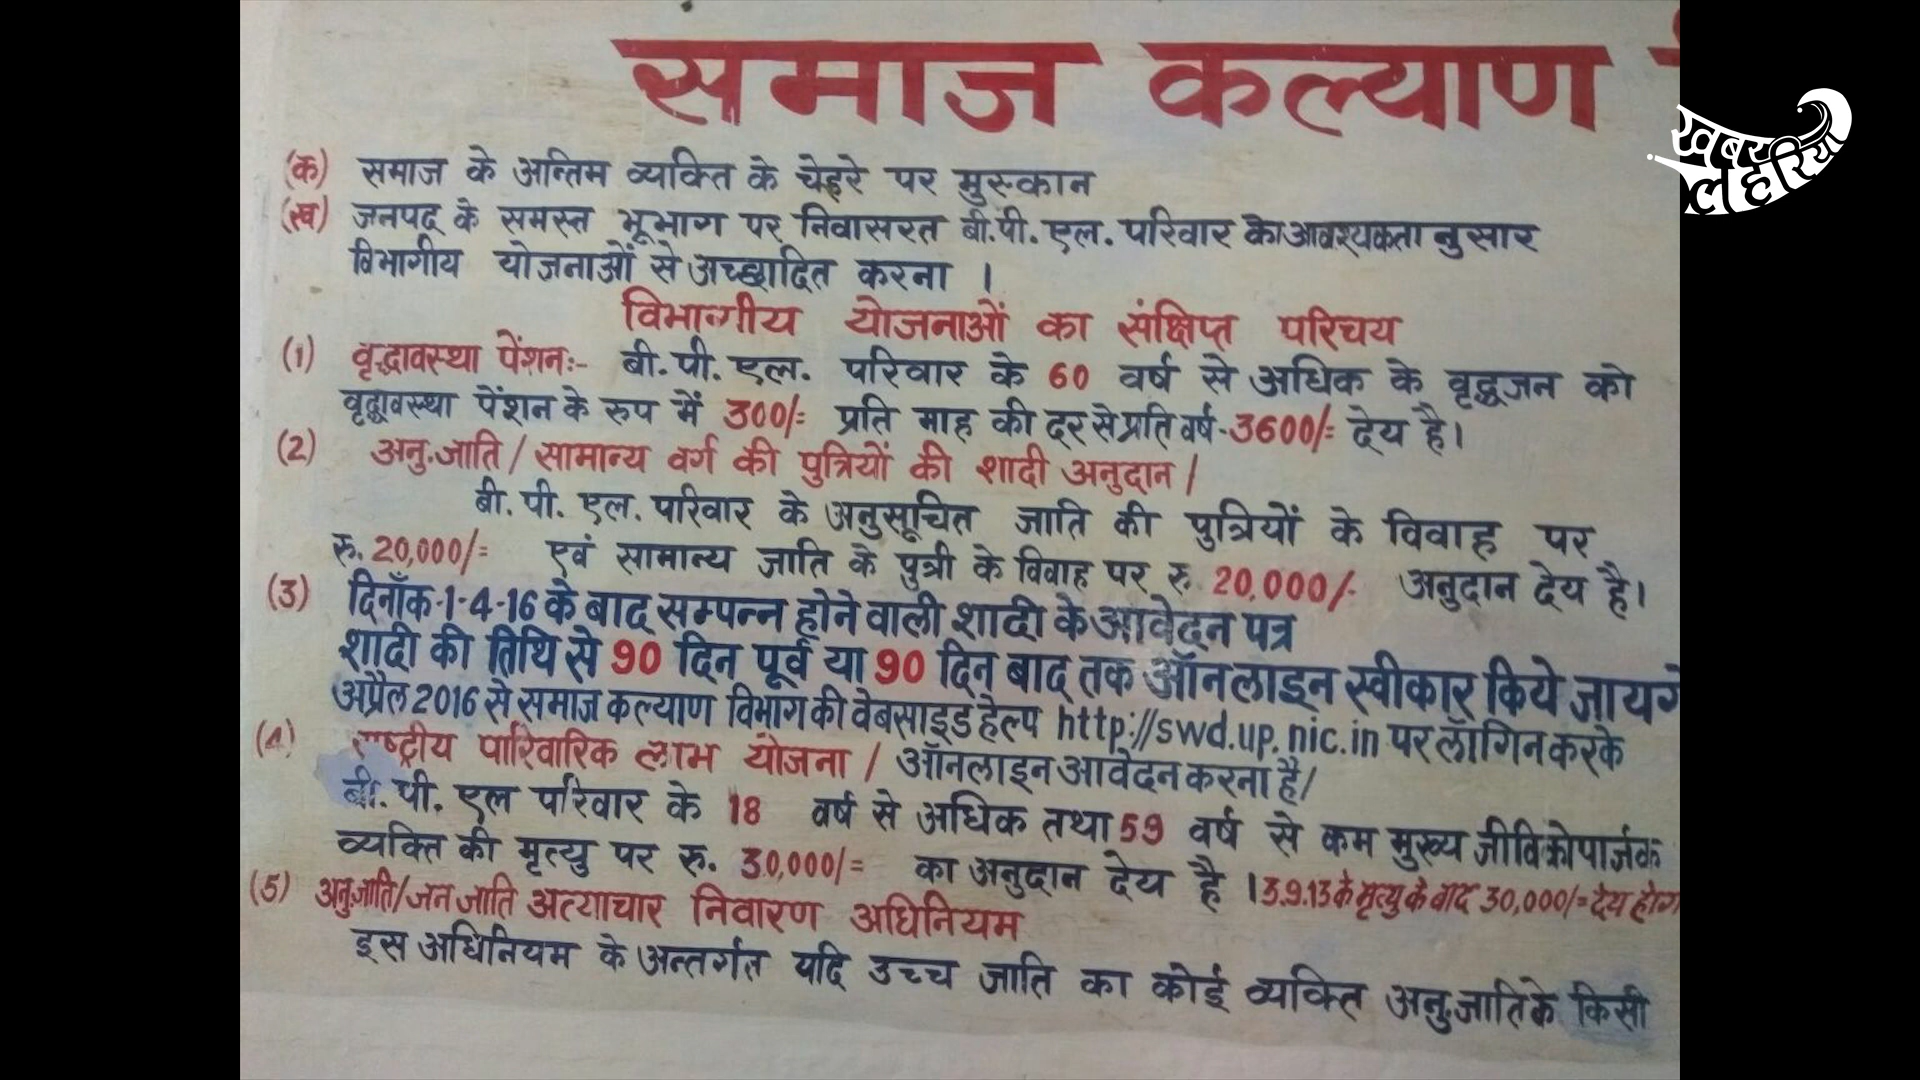 समाज कल्याण
खबर
लहरिया
(क) समाज के अन्तिम व्यक्ति के चेहरे पर मुस्कान
(ख) जनपद के समस्त भूभाग पर निवासरत बी.पी.एल. परिवार को आवश्यकता नुसार
विभागीय योजनाओं से अच्छादित करना ।
विभागीय योजनाओं का संक्षिप्त परिचय
(1) वृद्धावस्था पेंशनः- बी.पी.एल. परिवार के 60 वर्ष से अधिक के वृद्धजन को
वृद्धावस्था पेंशन के रुप में 300/= प्रति माह की दर से प्रति वर्ष-3600/= देय है।
(2) अनु.जाति / सामान्य वर्ग की पुत्रियों की शादी अनुदान /
बी.पी.एल. परिवार के अनुसूचित जाति की पुत्रियों के विवाह पर
रु. 20,000/= एवं सामान्य जाति के पुत्री के विवाह पर रु. 20,000/- अनुदान देय है।
(3) दिनाँक-1-4-16 के बाद सम्पन्न होने वाली शादी के आवेदन पत्र
शादी की तिथि से 90 दिन पूर्व या 90 दिन बाद तक ऑनलाइन स्वीकार किये जायगे
अप्रैल 2016 से समाज कल्याण विभाग की वेबसाइड हेल्प http://swd.up.nic.in पर लॉगिन करके
(4) राष्ट्रीय पारिवारिक लाभ योजना / ऑनलाइन आवेदन करना है/
बी.पी. एल परिवार के 18 वर्ष से अधिक तथा 59 वर्ष से कम मुख्य जीविकोपार्जक
व्यक्ति की मृत्यु पर रु. 30,000/= का अनुदान देय है । 3.9.13 के मृत्यु के बाद 30,000/= देय होगा
(5) अनु.जाति/जन जाति अत्याचार निवारण अधिनियम
इस अधिनियम के अन्तर्गत यदि उच्च जाति का कोई व्यक्ति अनु.जाति के किसी